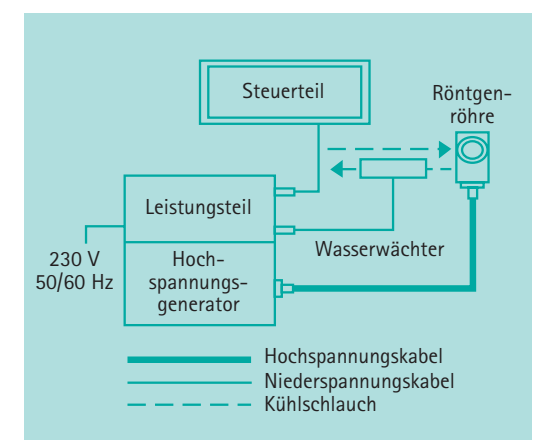 Steuerteil
Röntgen-
röhre
Leistungsteil
Wasserwächter
230 V
50/60 Hz
Hoch-
spannungs-
generator
Hochspannungskabel
Niederspannungskabel
Kühlschlauch